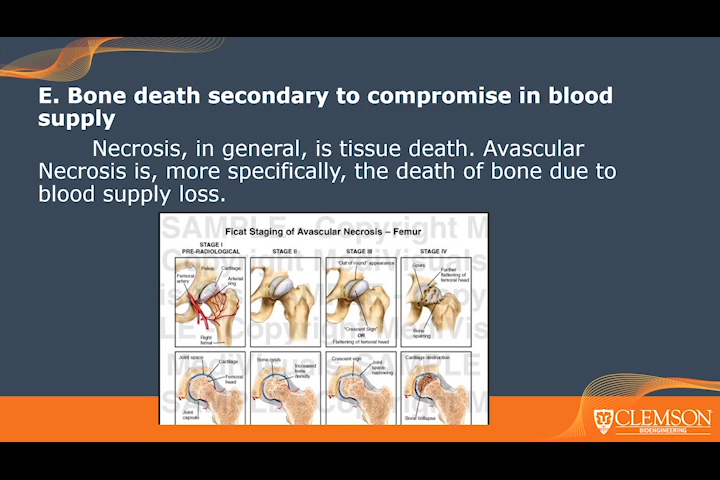 E. Bone death secondary to compromise in blood
supply
Necrosis, in general, is tissue death. Avascular
Necrosis is, more specifically, the death of bone due to
blood supply loss.
Ficat Staging of Avascular Necrosis – Femur
STAGE I
PRE-RADIOLOGICAL
STAGE II
STAGE III
STAGE IV
Femoral
artery
Pelvis
Cartilage
Arterial
ring
Right
femur
"Out of round" appearance
"Crescent Sign"
OR
Flattening of femoral head
Further
flattening of
femoral head
Bone
spurring
Joint space
Cartilage
Femoral
head
Joint
capsule
Bone cysts
Increased
bone
density
Crescent sign
Joint
space
narrowing
Cartilage destruction
Bone collapse
SAMPLE - Copyright
CLEMSON
BIOENGINEERING